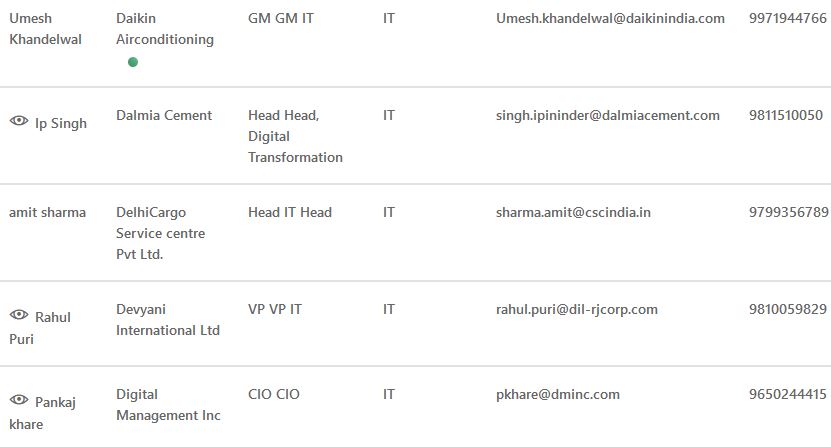 Umesh Khandelwal Daikin Airconditioning GM GM IT IT Umesh.khandelwal@daikinindia.com 9971944766
Ip Singh Dalmia Cement Head Head, Digital Transformation IT singh.ipininder@dalmiacement.com 9811510050
amit sharma DelhiCargo Service centre Pvt Ltd. Head IT Head IT sharma.amit@cscindia.in 9799356789
Rahul Puri Devyani International Ltd VP VP IT IT rahul.puri@dil-rjcorp.com 9810059829
Pankaj khare Digital Management Inc CIO CIO IT pkhare@dminc.com 9650244415